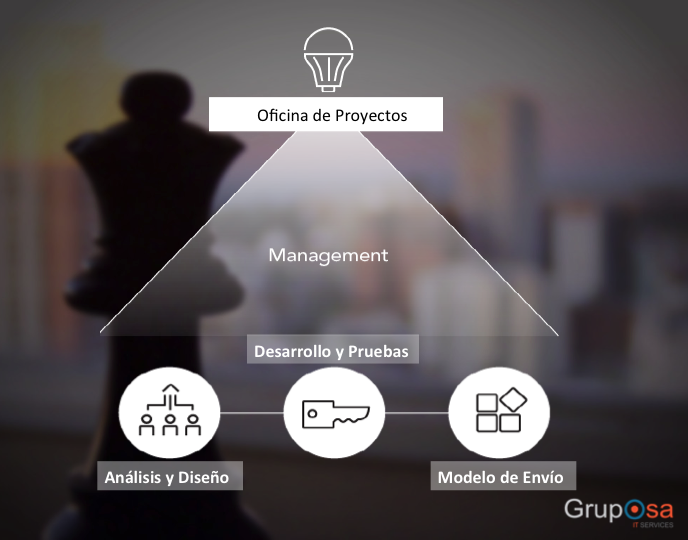 Oficina de Proyectos
Management
Desarrollo y Pruebas
Análisis y Diseño
Modelo de Envío
GrupOsa
IT SERVICES